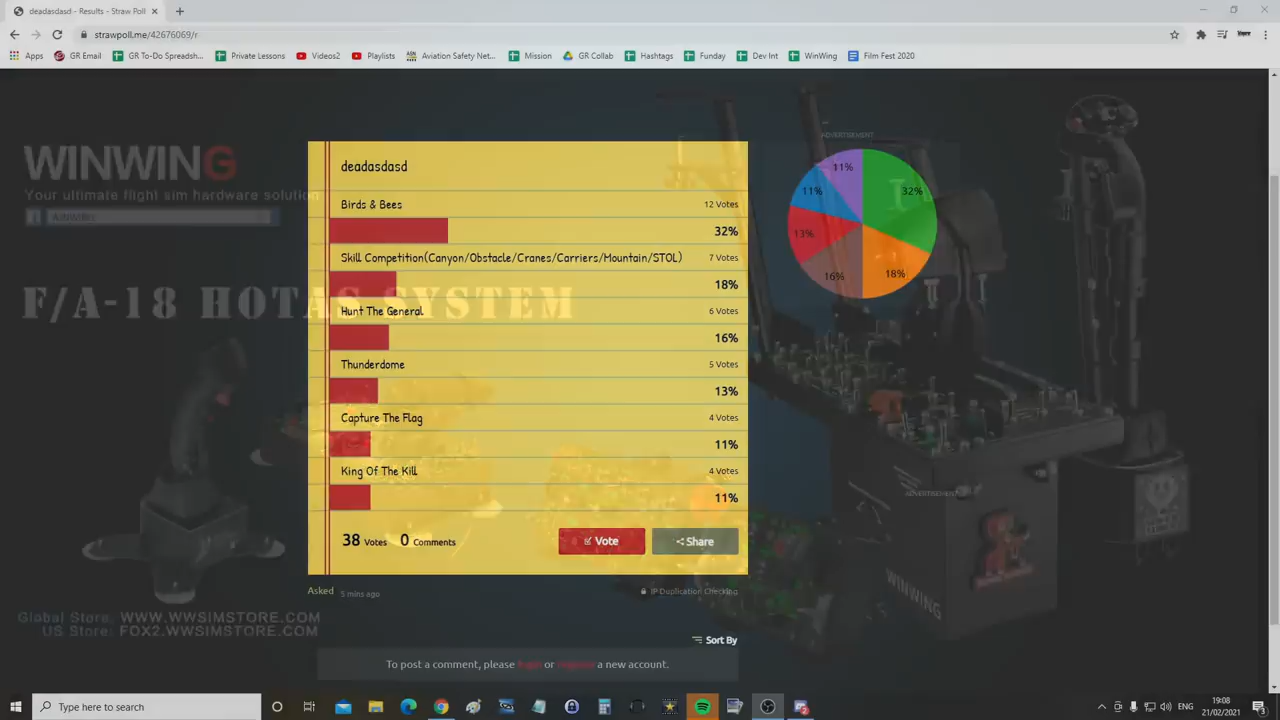 deadasdasd - Results - Straw Poll
strawpoll.me/42676069/r
Apps GR Email GR To-Do Spreadsh... Private Lessons Videos2 Playlists Aviation Safety Net... Mission GR Collab Hashtags Funday Dev Int WinWing Film Fest 2020
WINWING
Your ultimate flight sim hardware solution
F/A-18 HOTAS SYSTEM
Global Store: WWW.WWSIMSTORE.COM
US Store: FOX2.WWSIMSTORE.COM
deadasdasd
Birds & Bees 12 Votes
32%
Skill Competition(Canyon/Obstacle/Cranes/Carriers/Mountain/STOL) 7 Votes
18%
Hunt The General 6 Votes
16%
Thunderdome 5 Votes
13%
Capture The Flag 4 Votes
11%
King Of The Kill 4 Votes
11%
38 Votes 0 Comments Vote Share
Asked 5 mins ago IP Duplication Checking
Sort By
To post a comment, please login or register a new account.
ADVERTISEMENT
11%
32%
11%
13%
16%
18%
ADVERTISEMENT
WINWING
Type here to search
ENG
19:08
21/02/2021